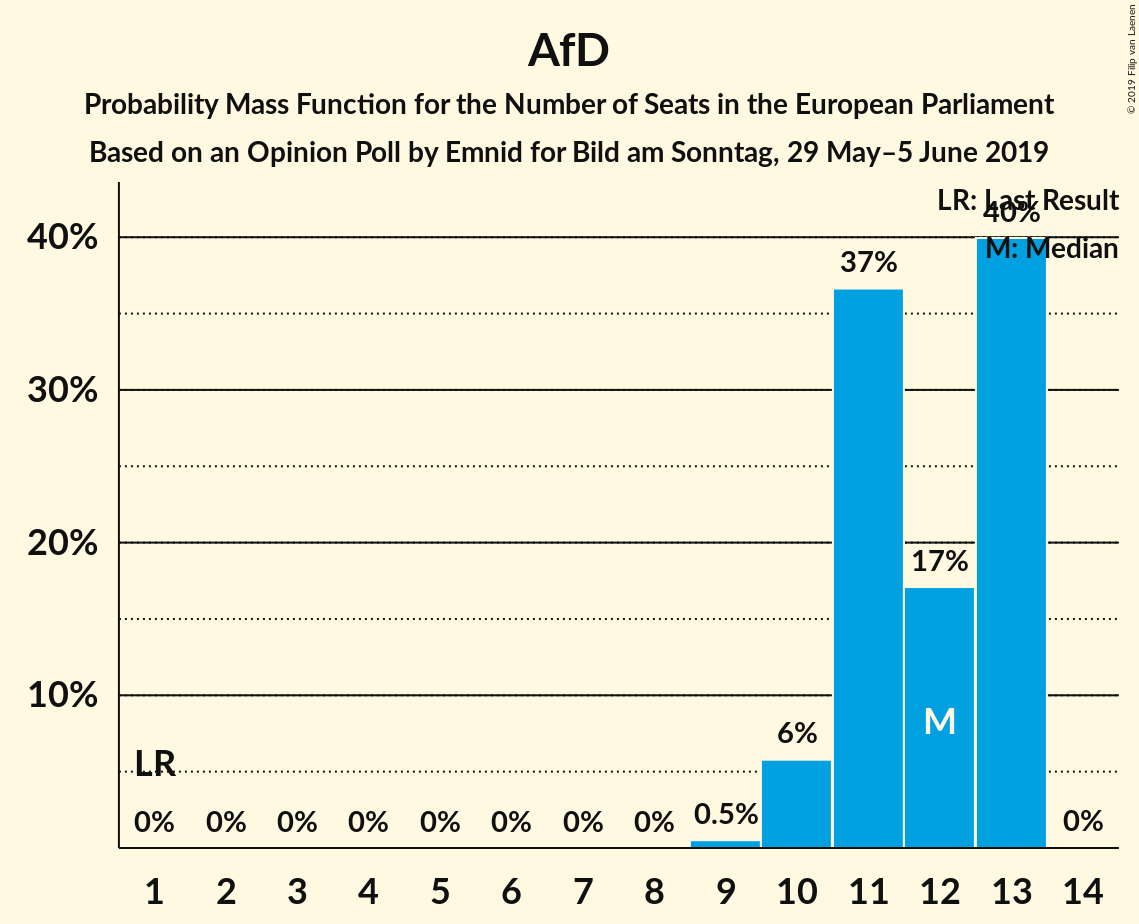 AfD
Probability Mass Function for the Number of Seats in the European Parliament
Based on an Opinion Poll by Emnid for Bild am Sonntag, 29 May–5 June 2019
© 2019 Filip van Laenen
LR: Last Result
M: Median
40%
30%
20%
10%
LR
0%
0%
0%
0%
0%
0%
0%
0%
0.5%
6%
37%
17%
M
40%
0%
1 2 3 4 5 6 7 8 9 10 11 12 13 14